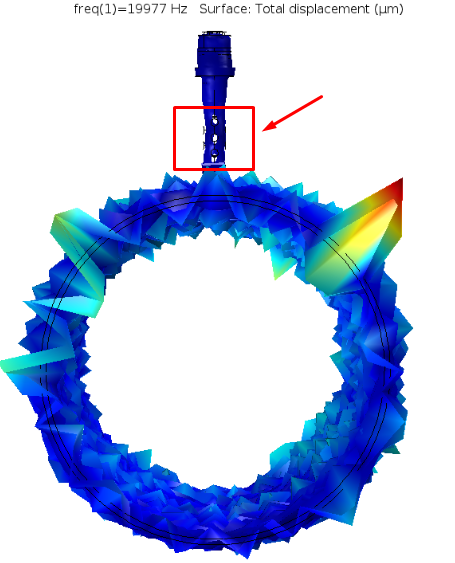 freq(1)=19977 Hz   Surface: Total displacement (μm)